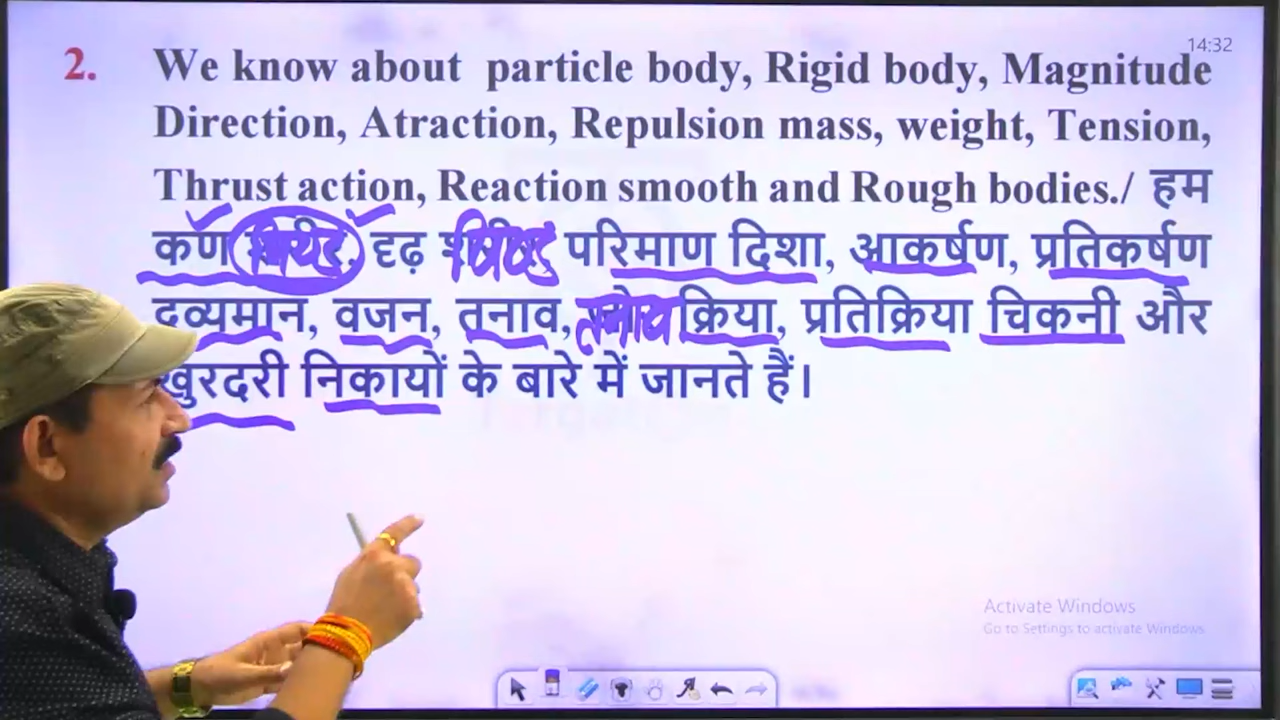 14:32
2. We know about particle body, Rigid body, Magnitude
Direction, Atraction, Repulsion mass, weight, Tension,
Thrust action, Reaction smooth and Rough bodies./ हम
कण दृढ़ परिमाण दिशा, आकर्षण, प्रतिकर्षण
द्रव्यमान, वजन, तनाव, क्रिया, प्रतिक्रिया चिकनी और
खुरदरी निकायों के बारे में जानते हैं।
Activate Windows
Go to Settings to activate Windows